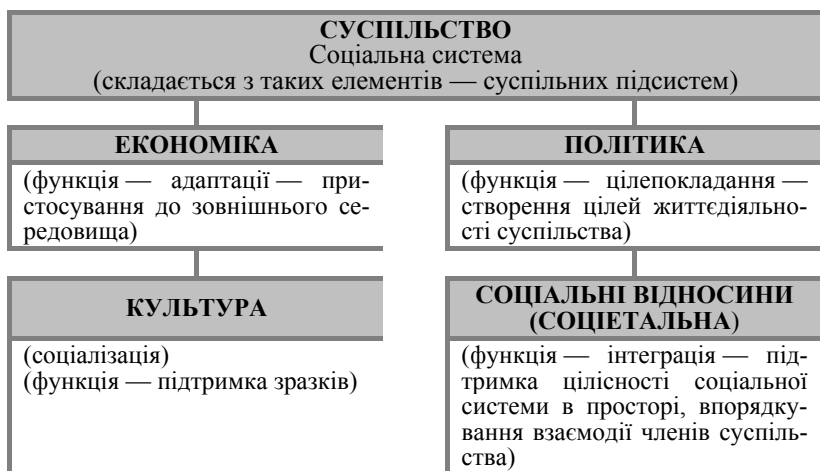 СУСПІЛЬСТВО
Соціальна система
(складається з таких елементів — суспільних підсистем)
ЕКОНОМІКА
(функція — адаптації — при-
стосування до зовнішнього се-
редовища)
ПОЛІТИКА
(функція — цілепокладання —
створення цілей життєдіяльно-
сті суспільства)
КУЛЬТУРА
(соціалізація)
(функція — підтримка зразків)
СОЦІАЛЬНІ ВІДНОСИНИ
(СОЦІЕТАЛЬНА)
(функція — інтеграція — під-
тримка цілісності соціальної
системи в просторі, впорядку-
вання взаємодії членів суспіль-
ства)